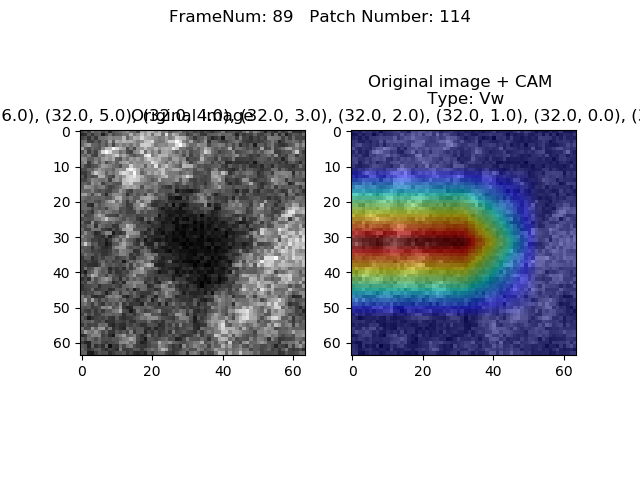 FrameNum: 89   Patch Number: 114
Original image + CAM
Type: Vw
6.0), (32.0, 5.0), (32.0, 4.0), (32.0, 3.0), (32.0, 2.0), (32.0, 1.0), (32.0, 0.0), (3
Original image
0
10
20
30
40
50
60
0 20 40 60
0
10
20
30
40
50
60
0 20 40 60